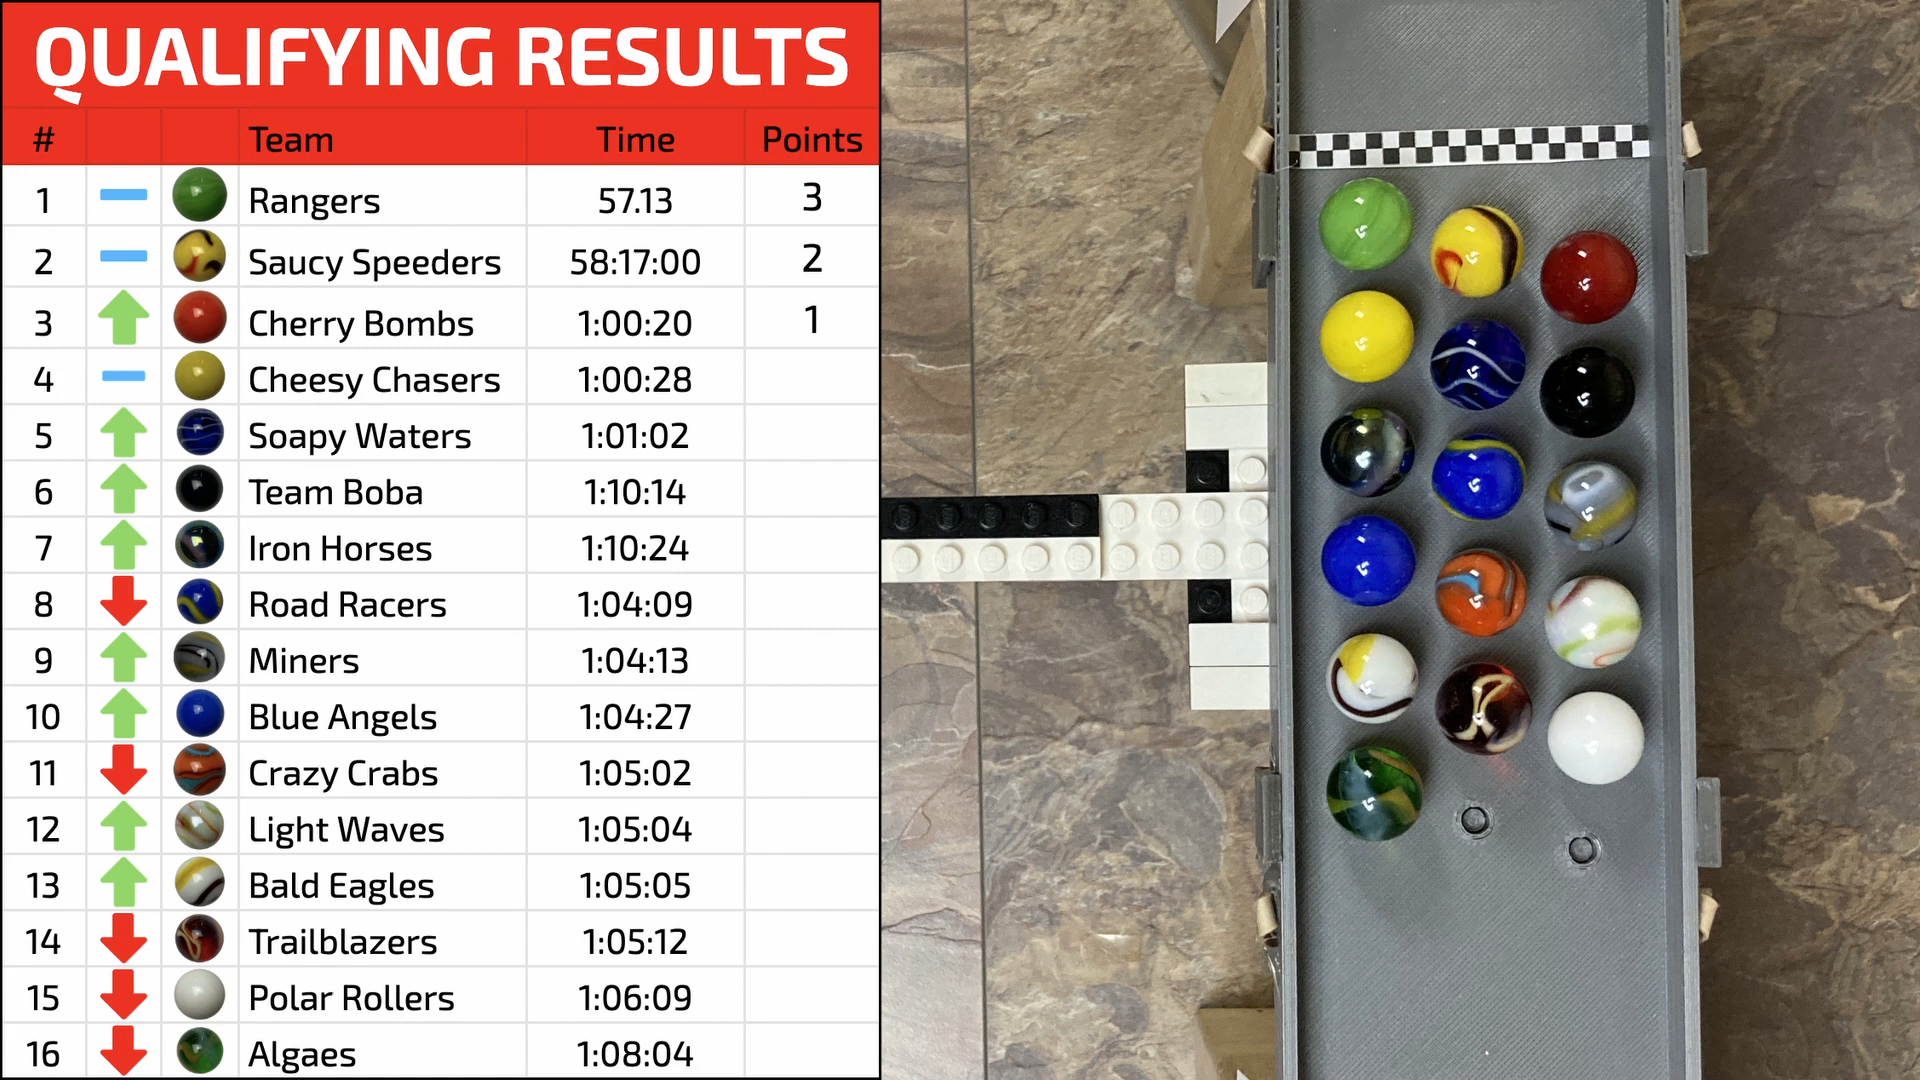 QUALIFYING RESULTS
# Team Time Points
1 Rangers 57.13 3
2 Saucy Speeders 58:17:00 2
3 Cherry Bombs 1:00:20 1
4 Cheesy Chasers 1:00:28
5 Soapy Waters 1:01:02
6 Team Boba 1:10:14
7 Iron Horses 1:10:24
8 Road Racers 1:04:09
9 Miners 1:04:13
10 Blue Angels 1:04:27
11 Crazy Crabs 1:05:02
12 Light Waves 1:05:04
13 Bald Eagles 1:05:05
14 Trailblazers 1:05:12
15 Polar Rollers 1:06:09
16 Algaes 1:08:04